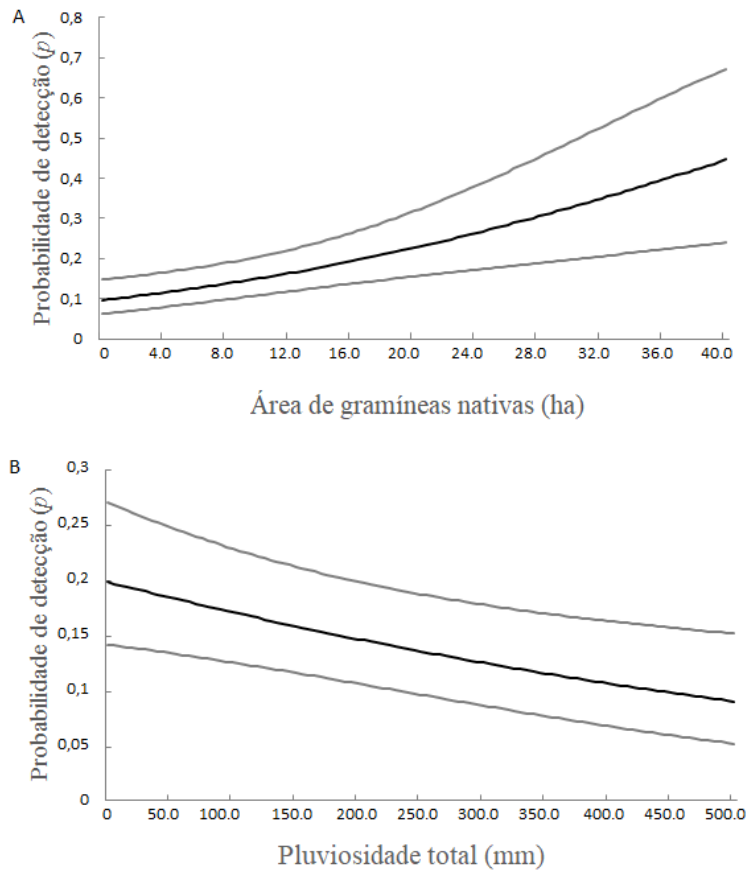 A
Probabilidade de detecção (p)
0,8
0,7
0,6
0,5
0,4
0,3
0,2
0,1
0
0 4.0 8.0 12.0 16.0 20.0 24.0 28.0 32.0 36.0 40.0
Área de gramíneas nativas (ha)
B
Probabilidade de detecção (p)
0,3
0,25
0,2
0,15
0,1
0,05
0
0 50.0 100.0 150.0 200.0 250.0 300.0 350.0 400.0 450.0 500.0
Pluviosidade total (mm)